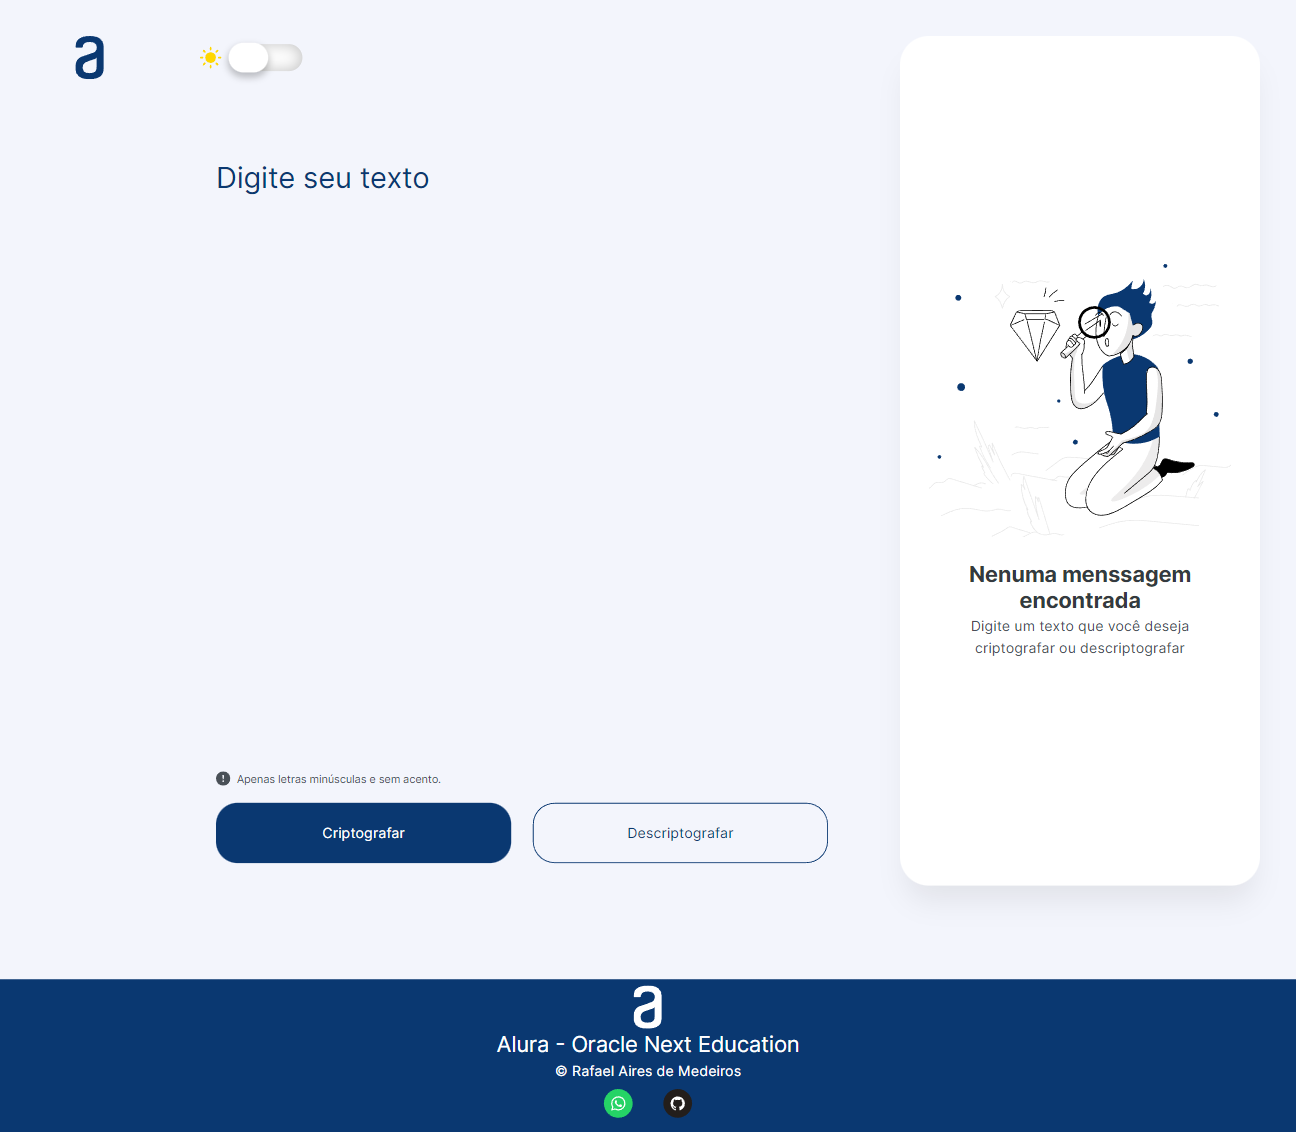 a
Digite seu texto
Nenuma menssagem
encontrada
Digite um texto que você deseja
criptografar ou descriptografar
Apenas letras minúsculas e sem acento.
Criptografar
Descriptografar
a
Alura - Oracle Next Education
© Rafael Aires de Medeiros